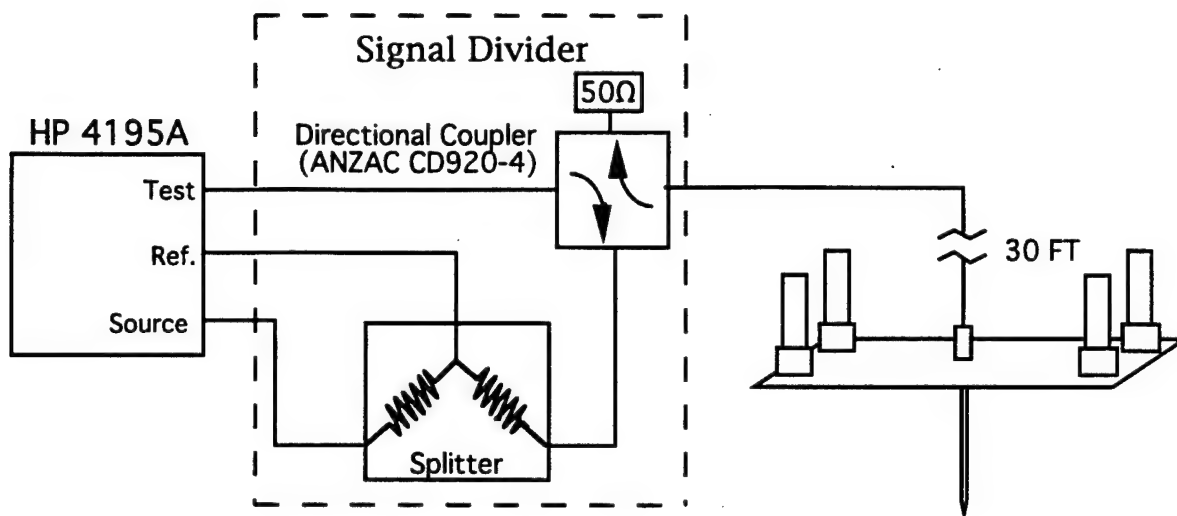 Signal Divider
50Ω
HP 4195A
Directional Coupler
(ANZAC CD920-4)
Test
Ref.
30 FT
Source
Splitter